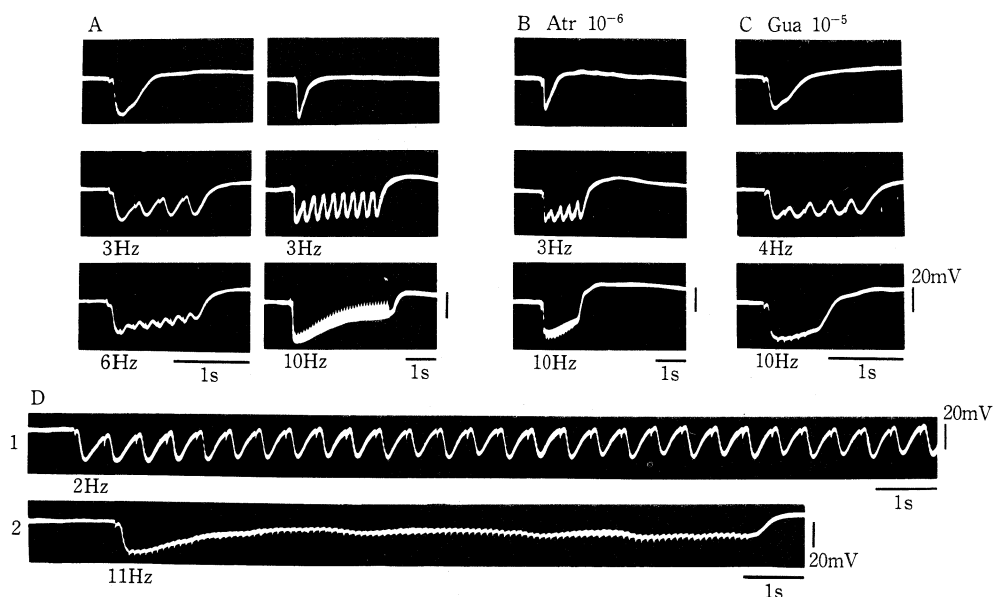 A
B Atr 10⁻⁶
C Gua 10⁻⁵
3Hz
3Hz
3Hz
4Hz
20mV
6Hz
1s
10Hz
1s
10Hz
1s
10Hz
1s
D
20mV
1
2Hz
1s
2
20mV
11Hz
1s